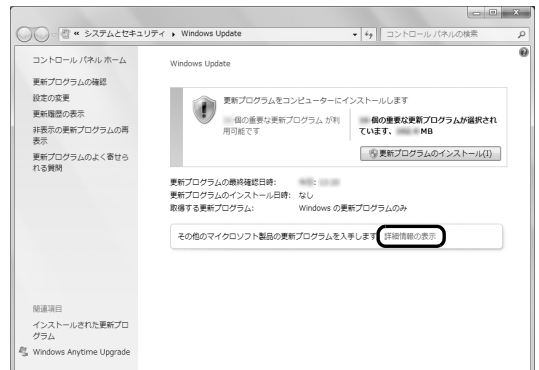 « システムとセキュリティ ▸ Windows Update
コントロール パネルの検索
コントロール パネル ホーム
更新プログラムの確認
設定の変更
更新履歴の表示
非表示の更新プログラムの再
表示
更新プログラムのよく寄せら
れる質問
関連項目
インストールされた更新プロ
グラム
Windows Anytime Upgrade
Windows Update
更新プログラムをコンピューターにインストールします
個の重要な更新プログラム が利
用可能です
個の重要な更新プログラムが選択され
ています、 MB
更新プログラムのインストール(I)
更新プログラムの最終確認日時:
更新プログラムのインストール日時: なし
取得する更新プログラム: Windows の更新プログラムのみ
その他のマイクロソフト製品の更新プログラムを入手します 詳細情報の表示